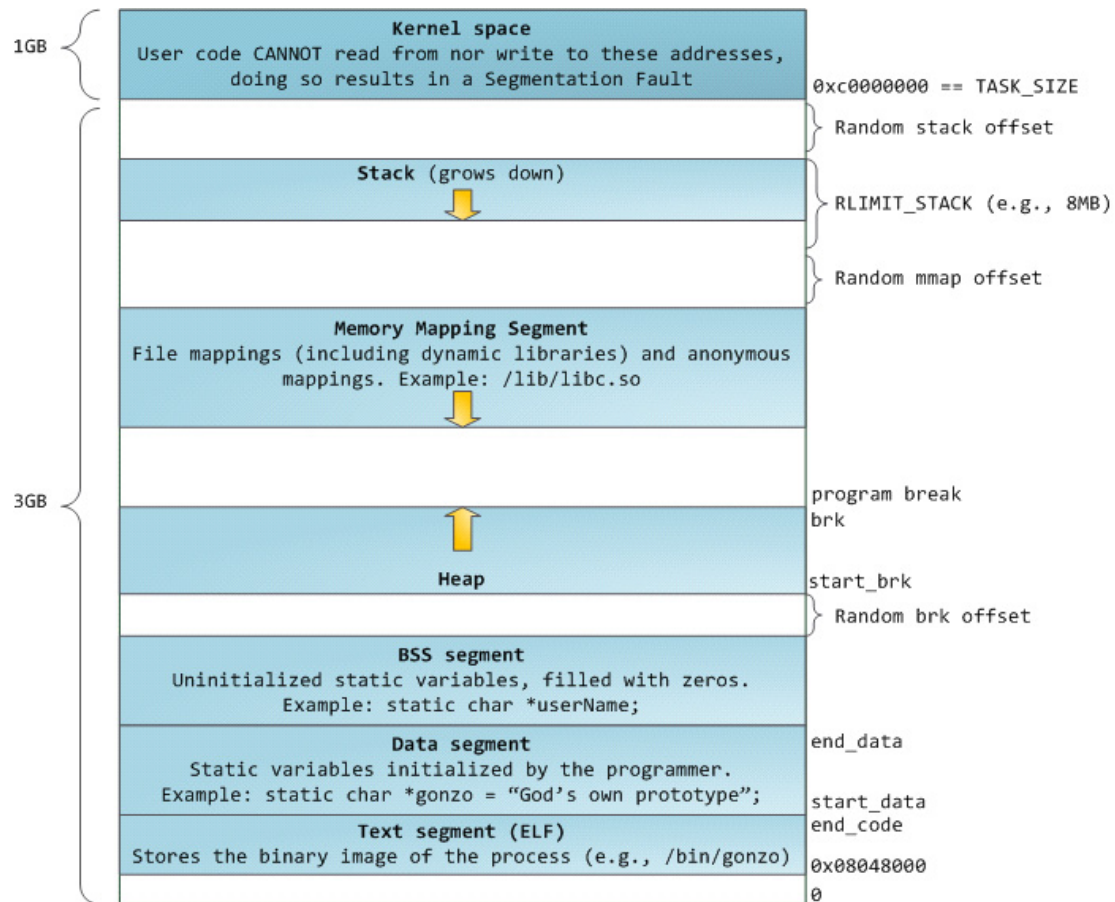 1GB
Kernel space
User code CANNOT read from nor write to these addresses,
doing so results in a Segmentation Fault
0xc0000000 == TASK_SIZE
Random stack offset
Stack (grows down)
RLIMIT_STACK (e.g., 8MB)
Random mmap offset
Memory Mapping Segment
File mappings (including dynamic libraries) and anonymous
mappings. Example: /lib/libc.so
3GB
program break
brk
Heap
start_brk
Random brk offset
BSS segment
Uninitialized static variables, filled with zeros.
Example: static char *userName;
Data segment
Static variables initialized by the programmer.
Example: static char *gonzo = “God’s own prototype”;
end_data
start_data
end_code
Text segment (ELF)
Stores the binary image of the process (e.g., /bin/gonzo)
0x08048000
0